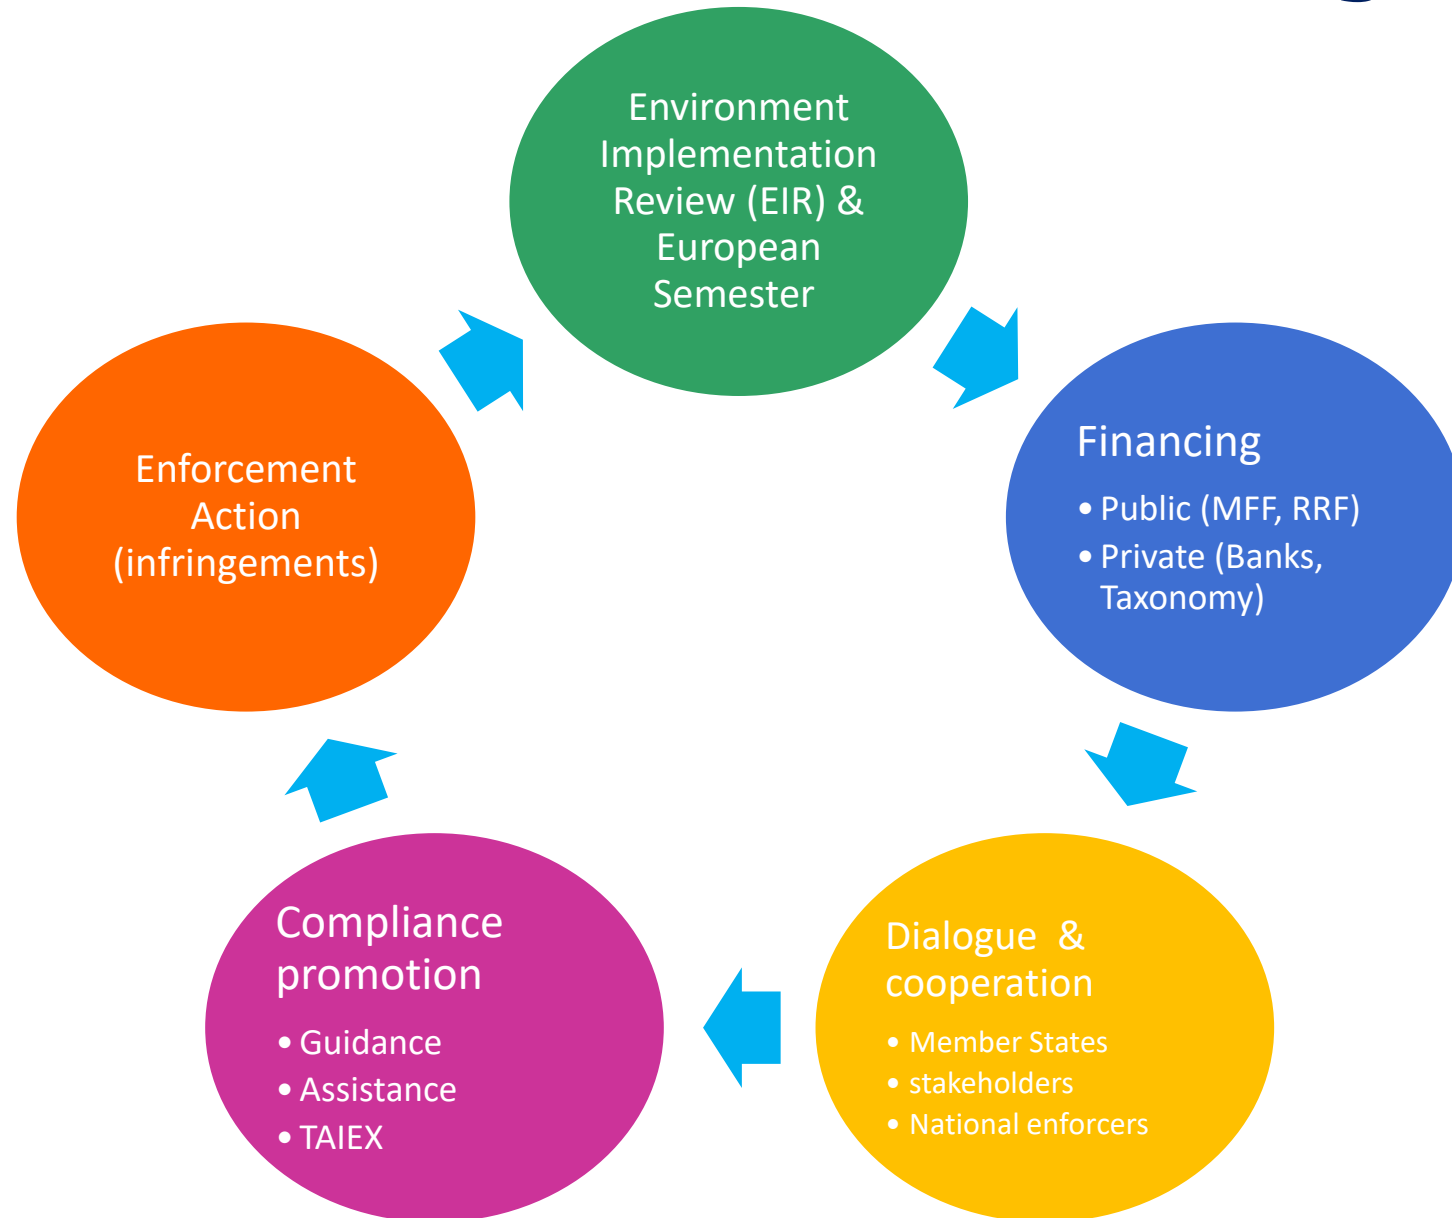 Environment
Implementation
Review (EIR) &
European
Semester
Financing
• Public (MFF, RRF)
• Private (Banks,
Taxonomy)
Dialogue &
cooperation
• Member States
• stakeholders
• National enforcers
Compliance
promotion
• Guidance
• Assistance
• TAIEX
Enforcement
Action
(infringements)